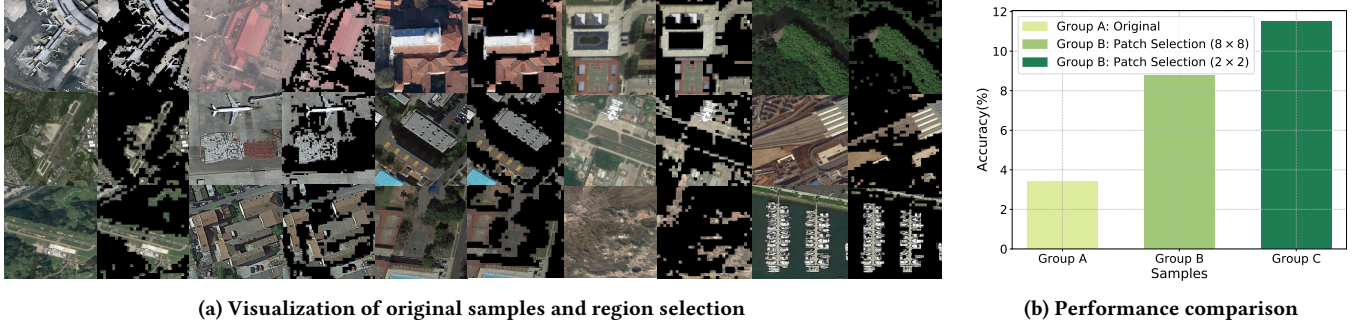 (a) Visualization of original samples and region selection
12
10
8
6
4
2
0
Accuracy(%)
Group A: Original
Group B: Patch Selection (8 × 8)
Group B: Patch Selection (2 × 2)
Group A
Group B
Group C
Samples
(b) Performance comparison